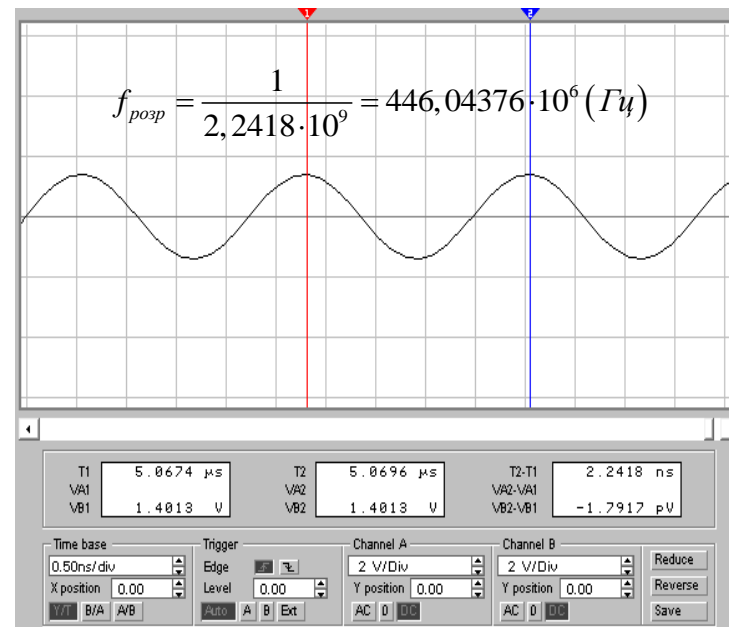 1 2
f розр = 1 / 2,2418·10⁹ = 446,04376·10⁶ (Гц)
T1 5.0674 µs T2 5.0696 µs T2-T1 2.2418 ns
VA1 VA2 VA2-VA1
VB1 1.4013 V VB2 1.4013 V VB2-VB1 -1.7917 pV
Time base Trigger Channel A Channel B
0.50ns/div Edge 2 V/Div 2 V/Div Reduce
X position 0.00 Level 0.00 Y position 0.00 Y position 0.00 Reverse
Y/T B/A A/B Auto A B Ext AC 0 DC AC 0 DC Save